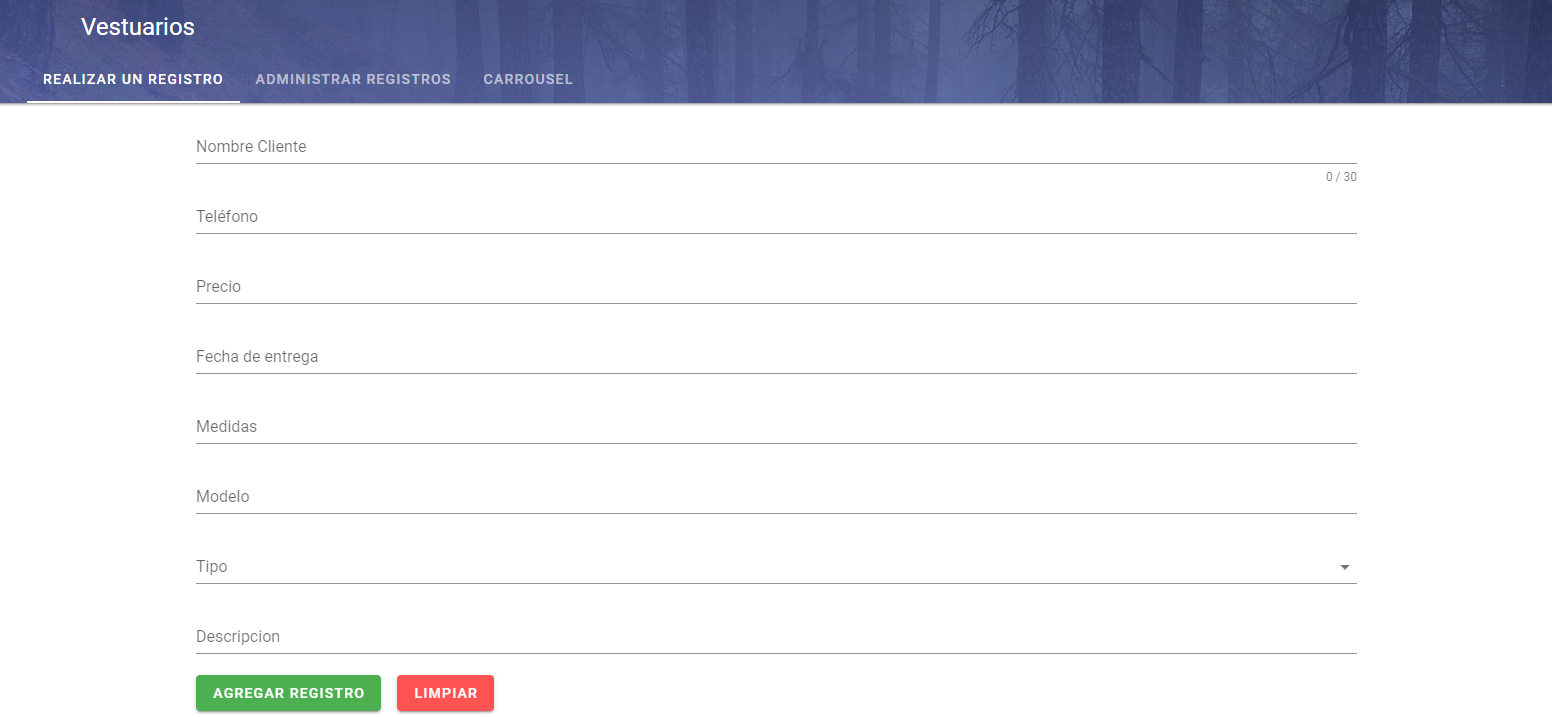 Vestuarios
REALIZAR UN REGISTRO ADMINISTRAR REGISTROS CARROUSEL
Nombre Cliente
0 / 30
Teléfono
Precio
Fecha de entrega
Medidas
Modelo
Tipo
Descripcion
AGREGAR REGISTRO LIMPIAR